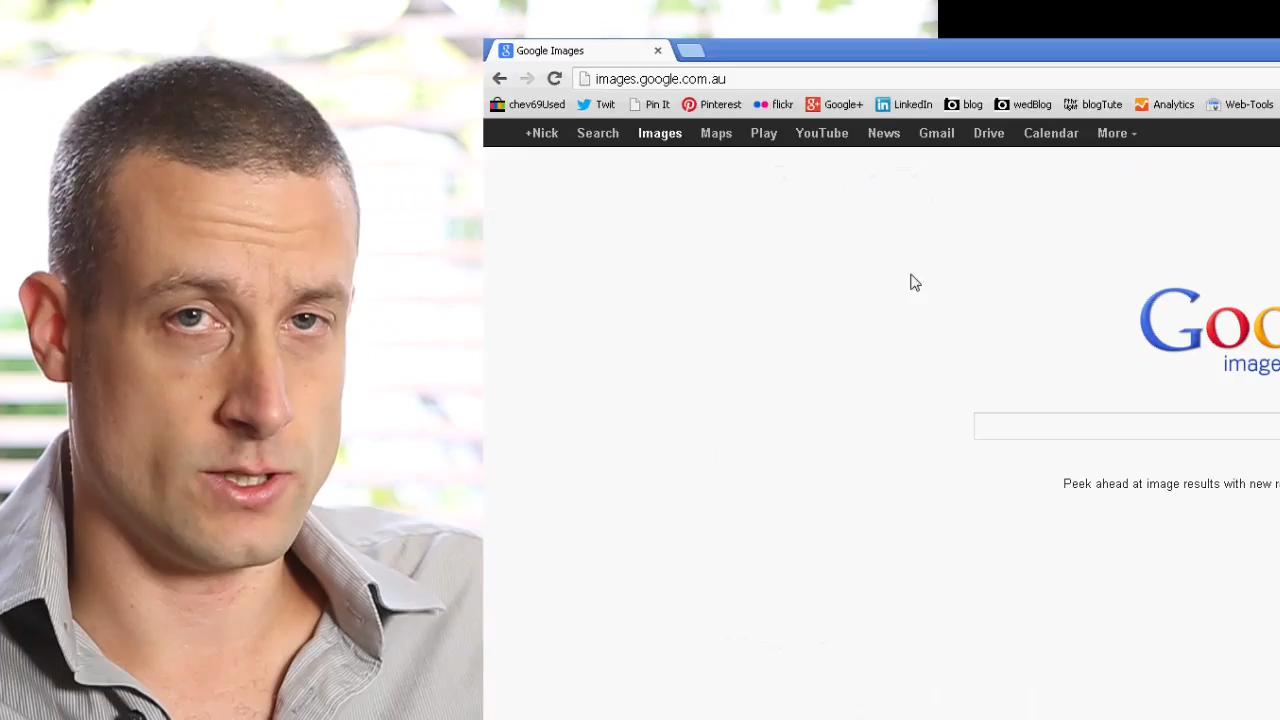 Google Images
images.google.com.au
chev69Used Twit Pin It Pinterest flickr Google+ LinkedIn blog wedBlog blogTute Analytics Web-Tools
+Nick Search Images Maps Play YouTube News Gmail Drive Calendar More
Goo
image
Peek ahead at image results with new r